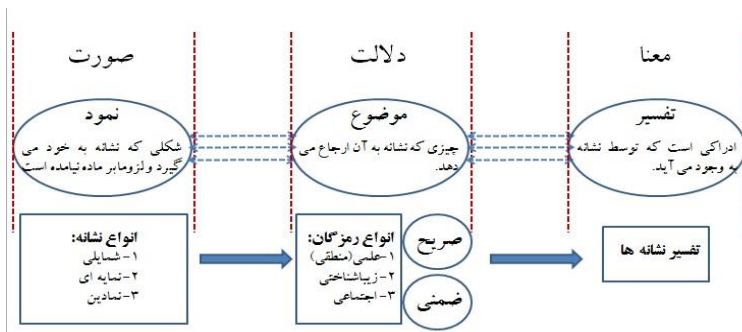 معنا
دلالت
صورت
تفسیر
ادراکی است که توسط نشانه
به وجود می آید.
موضوع
چیزی که نشانه به آن ارجاع می
دهد.
نمود
شکلی که نشانه به خود می
گیرد و لزوما بر ماده نیامده است
تفسیر نشانه ها
صریح
ضمنی
انواع رمزگان:
۱-علمی(منطقی)
۲-زیباشناختی
۳-اجتماعی
انواع نشانه:
۱-شمایلی
۲-نمایه ای
۳-نمادین